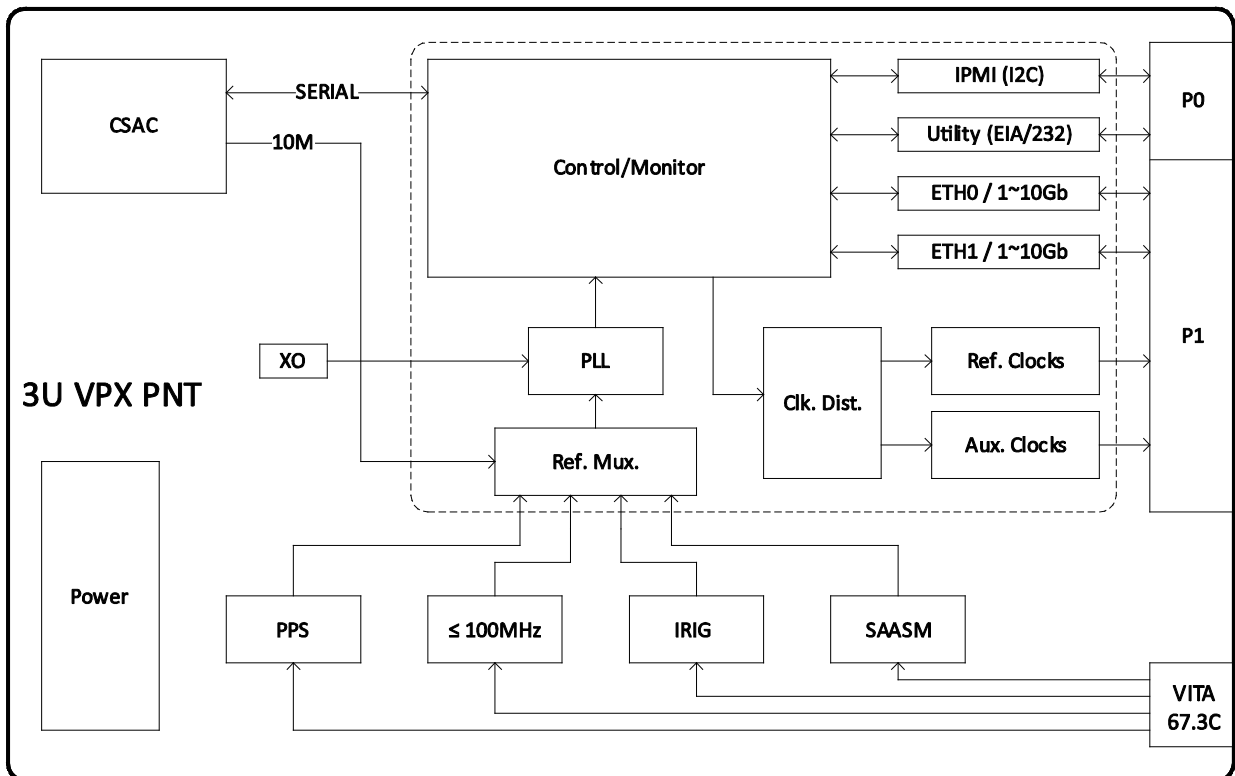 CSAC
SERIAL
10M
Control/Monitor
IPMI (I2C)
Utility (EIA/232)
ETH0 / 1~10Gb
ETH1 / 1~10Gb
P0
P1
XO
PLL
Ref. Mux.
Clk. Dist.
Ref. Clocks
Aux. Clocks
3U VPX PNT
Power
PPS
≤ 100MHz
IRIG
SAASM
VITA
67.3C